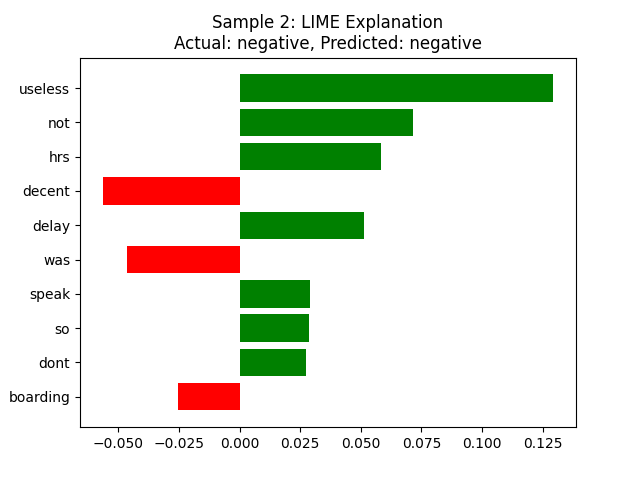 Sample 2: LIME Explanation
Actual: negative, Predicted: negative
useless
not
hrs
decent
delay
was
speak
so
dont
boarding
−0.050 −0.025 0.000 0.025 0.050 0.075 0.100 0.125